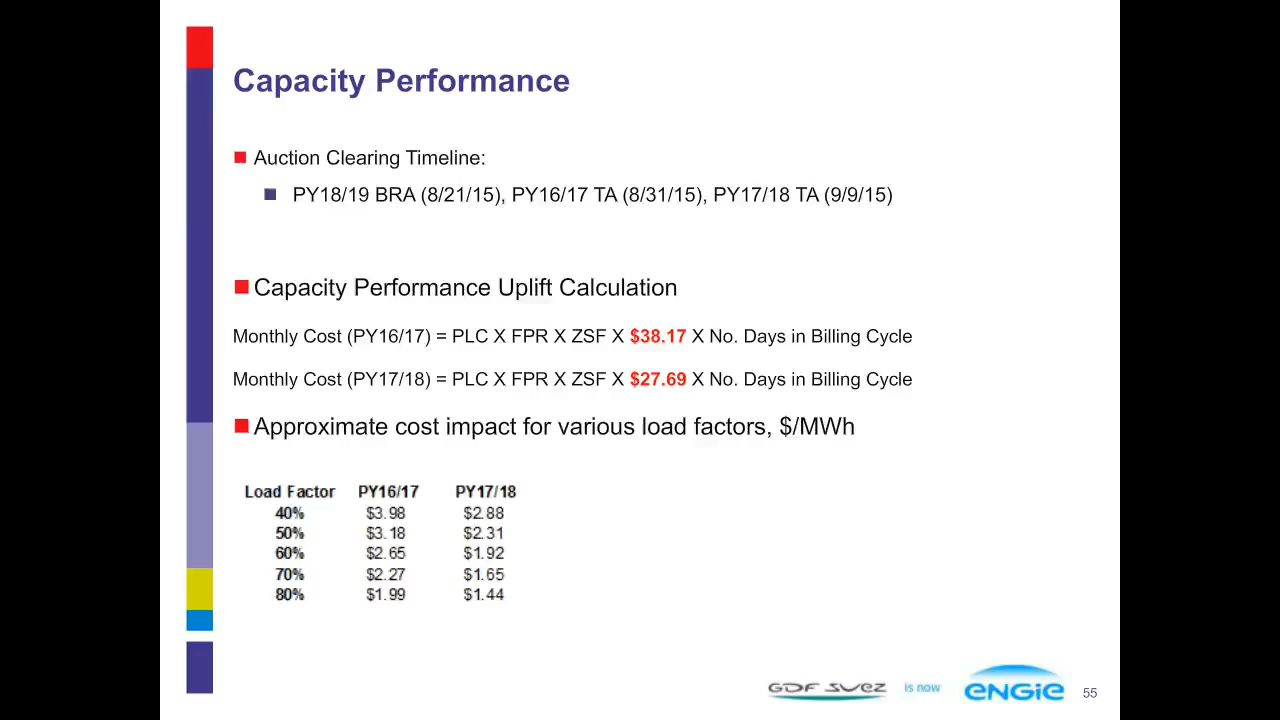 Capacity Performance
Auction Clearing Timeline:
PY18/19 BRA (8/21/15), PY16/17 TA (8/31/15), PY17/18 TA (9/9/15)
Capacity Performance Uplift Calculation
Monthly Cost (PY16/17) = PLC X FPR X ZSF X $38.17 X No. Days in Billing Cycle
Monthly Cost (PY17/18) = PLC X FPR X ZSF X $27.69 X No. Days in Billing Cycle
Approximate cost impact for various load factors, $/MWh
Load Factor PY16/17 PY17/18
40% $3.98 $2.88
50% $3.18 $2.31
60% $2.65 $1.92
70% $2.27 $1.65
80% $1.99 $1.44
GDF SUEZ is now ENGIE 55